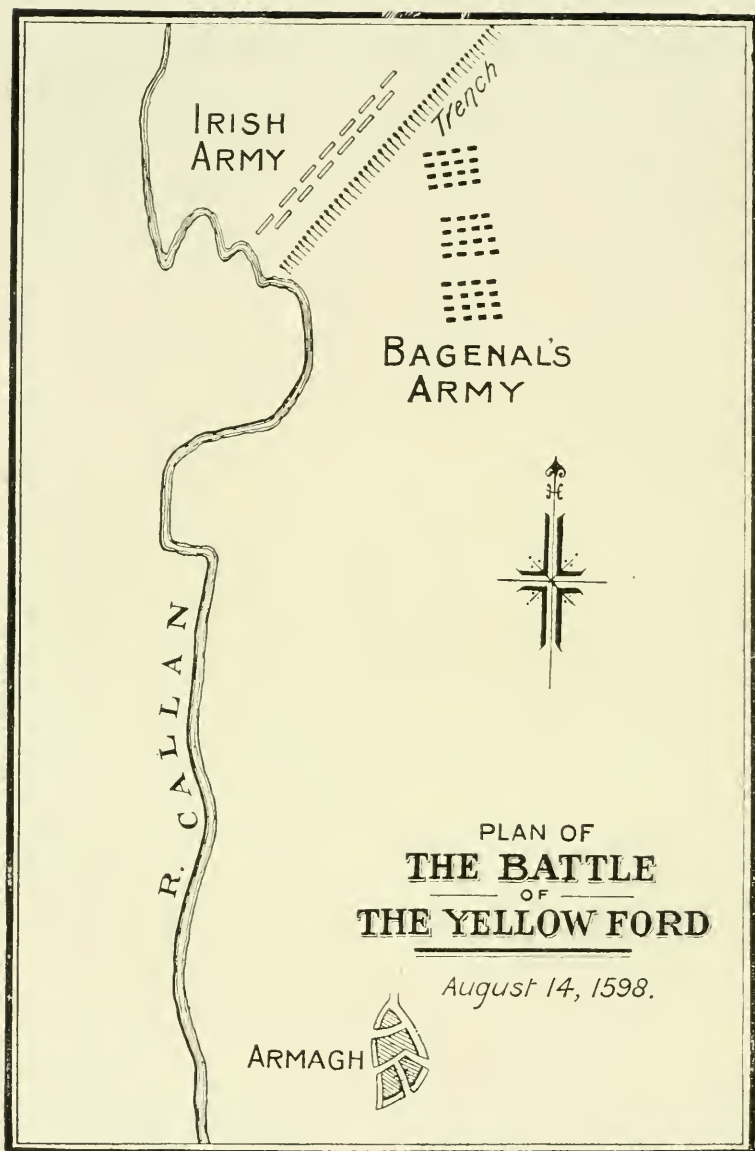 IRISH
ARMY
Trench
BAGENAL'S
ARMY
R. CALLAN
PLAN OF
THE BATTLE
OF
THE YELLOW FORD
August 14, 1598.
ARMAGH